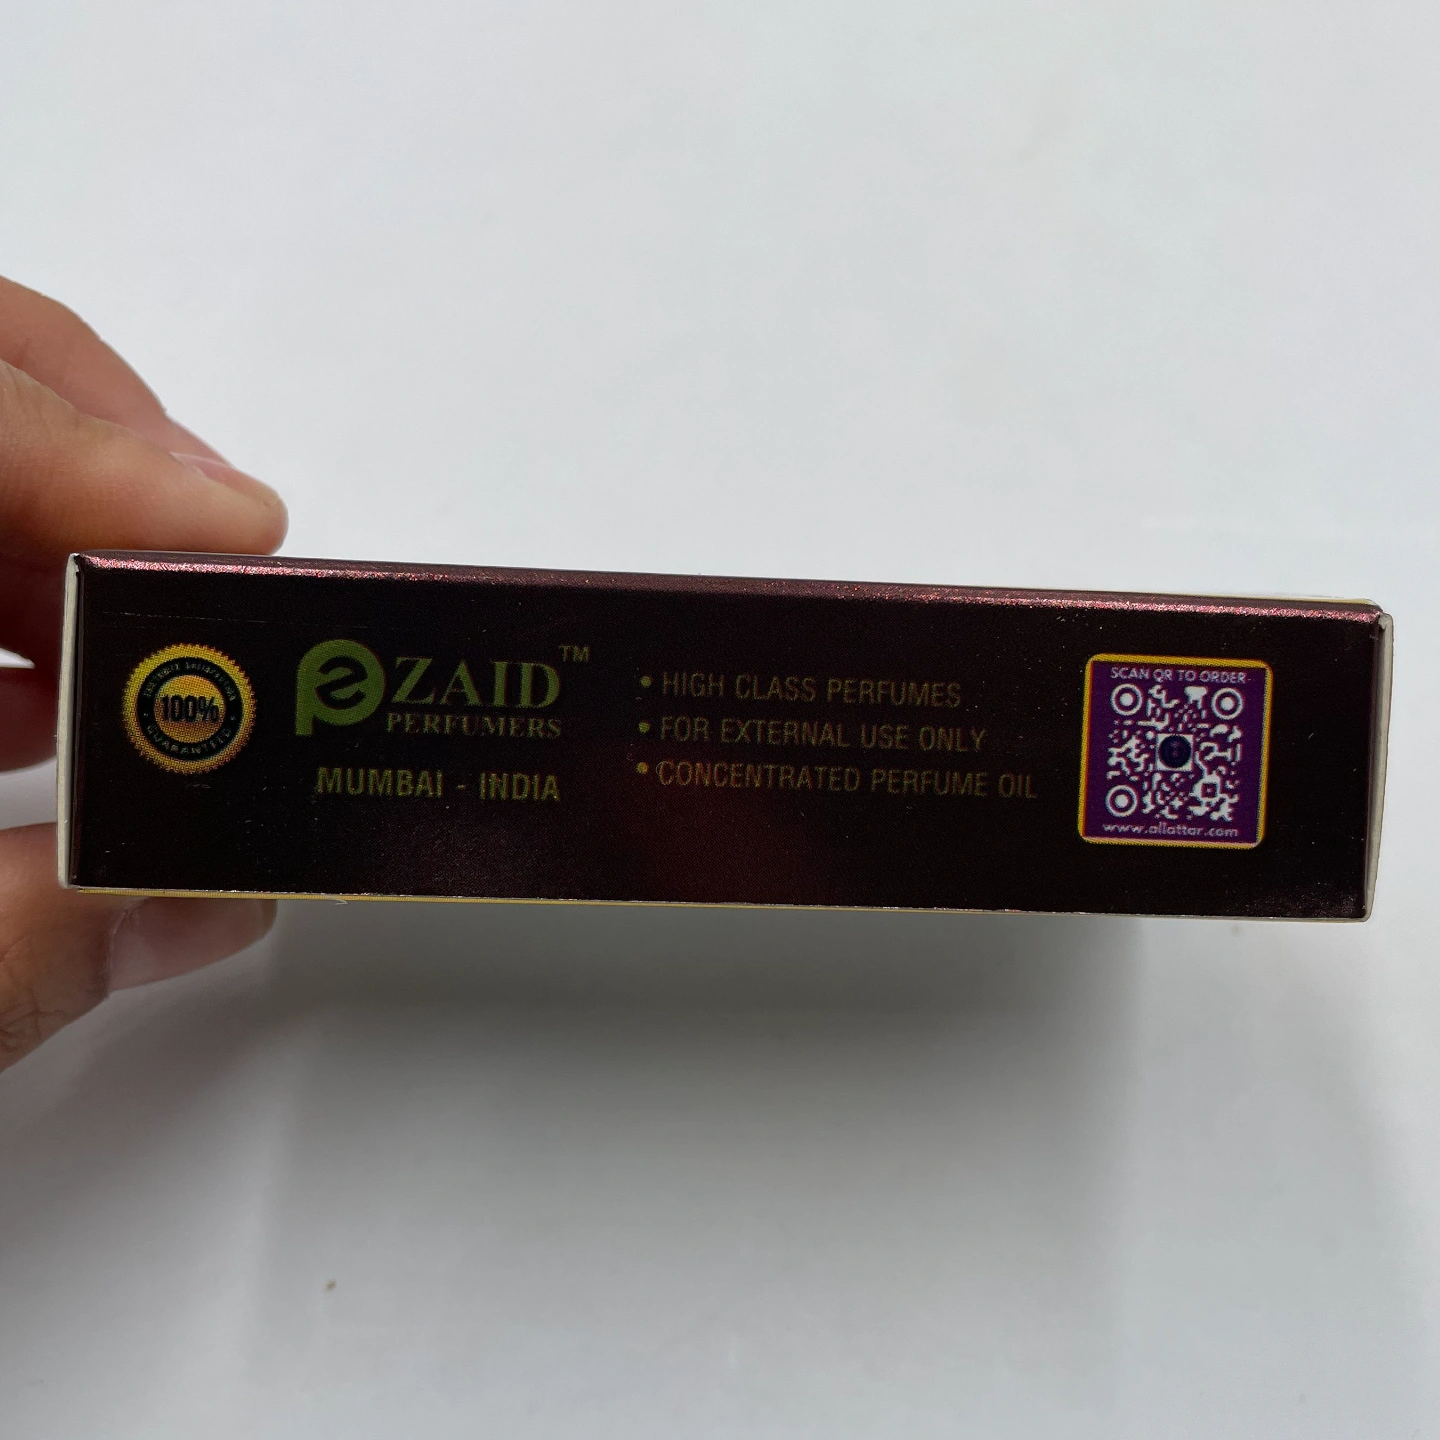 100%
GUARANTEED
ZAID™
PERFUMERS
MUMBAI - INDIA
• HIGH CLASS PERFUMES
• FOR EXTERNAL USE ONLY
• CONCENTRATED PERFUME OIL
SCAN QR TO ORDER
www.allattar.com